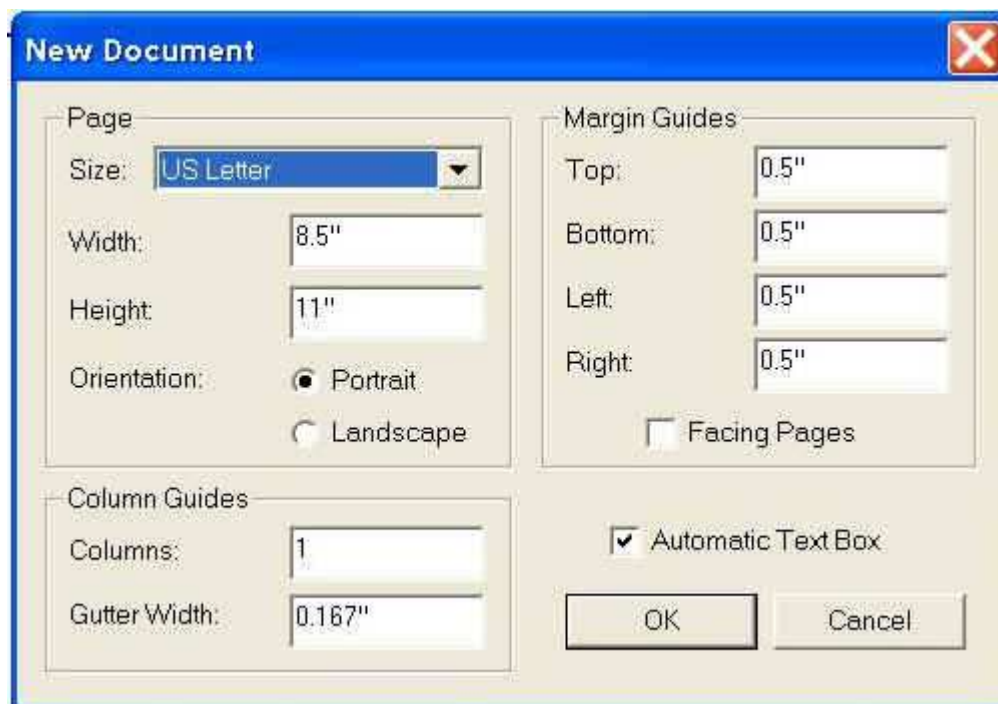 New Document
Page
Size: US Letter
Width: 8.5"
Height: 11"
Orientation: Portrait
Landscape
Margin Guides
Top: 0.5"
Bottom: 0.5"
Left: 0.5"
Right: 0.5"
Facing Pages
Column Guides
Columns: 1
Gutter Width: 0.167"
Automatic Text Box
OK Cancel